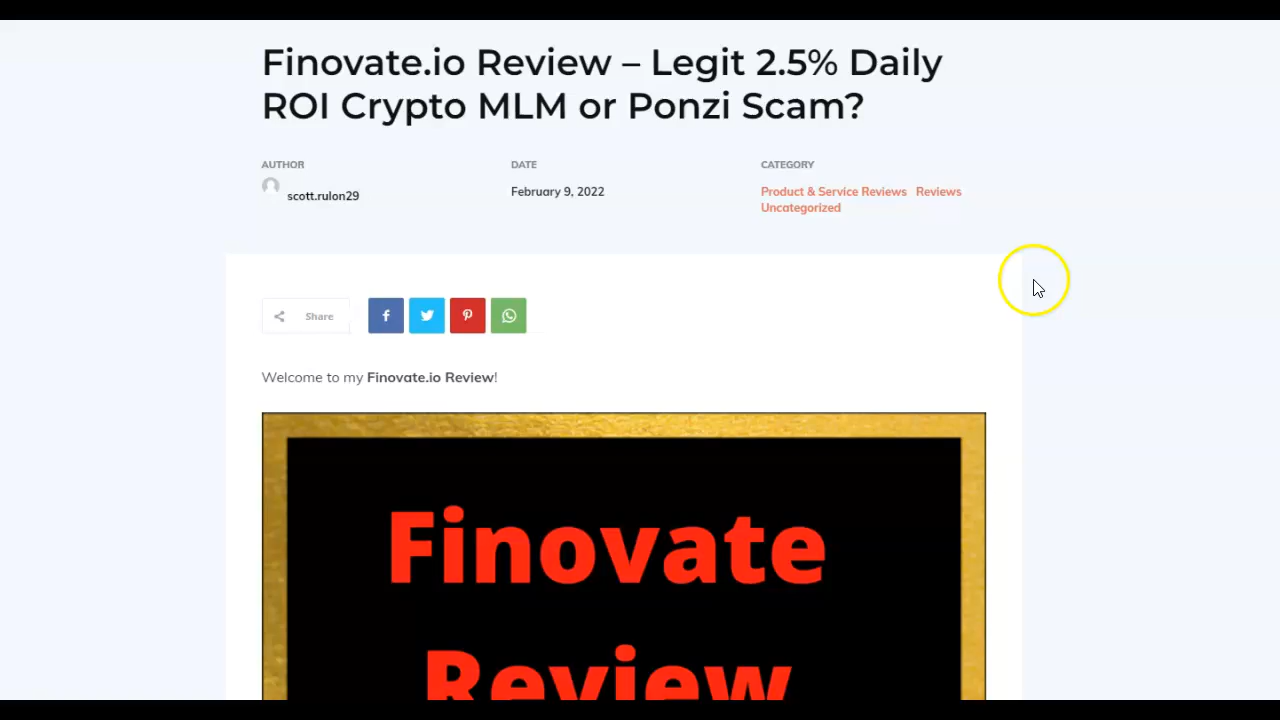 Finovate.io Review – Legit 2.5% Daily
ROI Crypto MLM or Ponzi Scam?
AUTHOR
scott.rulon29
DATE
February 9, 2022
CATEGORY
Product & Service Reviews Reviews
Uncategorized
Share
Welcome to my Finovate.io Review!
Finovate
Review